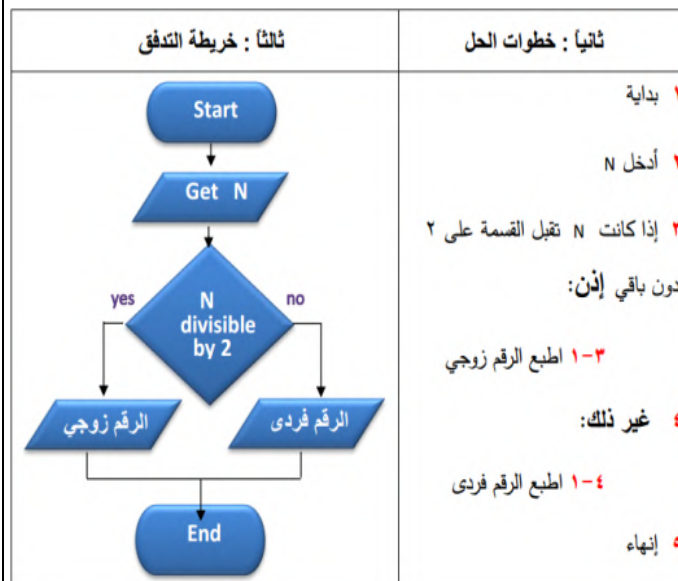 ثانياً : خطوات الحل
١ بداية
٢ أدخل N
٣ إذا كانت N تقبل القسمة على ٢
دون باقي إذن:
٣-١ اطبع الرقم زوجي
٤ غير ذلك:
٤-١ اطبع الرقم فردى
٥ إنهاء
ثالثاً : خريطة التدفق
Start
Get N
N
divisible
by 2
yes
no
الرقم زوجي
الرقم فردى
End